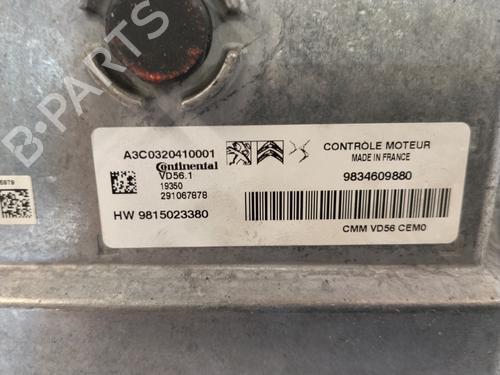 B-PARTS
A3C0320410001
Continental
VD56.1
19350
291067878
HW 9815023380
CONTROLE MOTEUR
MADE IN FRANCE
9834609880
CMM VD56 CEM0